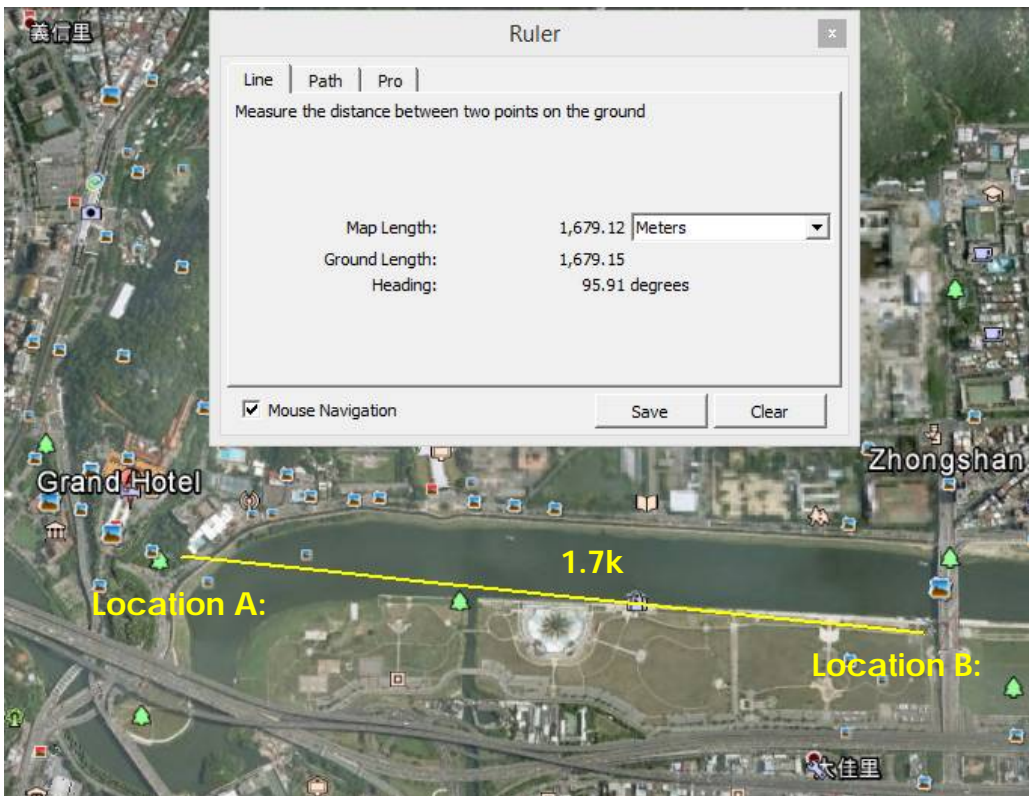 義信里
Ruler
x
Line Path Pro
Measure the distance between two points on the ground
Map Length: 1,679.12 Meters
Ground Length: 1,679.15
Heading: 95.91 degrees
Mouse Navigation Save Clear
Grand Hotel
Zhongshan
1.7k
Location A:
Location B:
大佳里